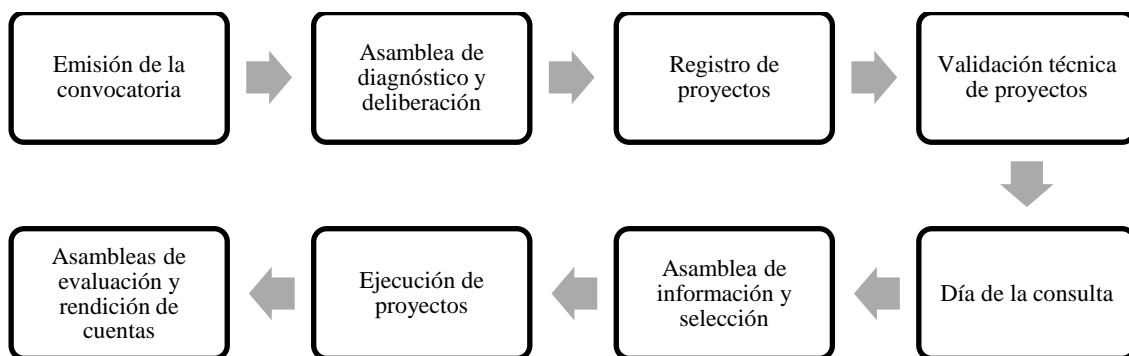 Emisión de la
convocatoria
Asamblea de
diagnóstico y
deliberación
Registro de
proyectos
Validación técnica
de proyectos
Día de la consulta
Asamblea de
información y
selección
Ejecución de
proyectos
Asambleas de
evaluación y
rendición de
cuentas